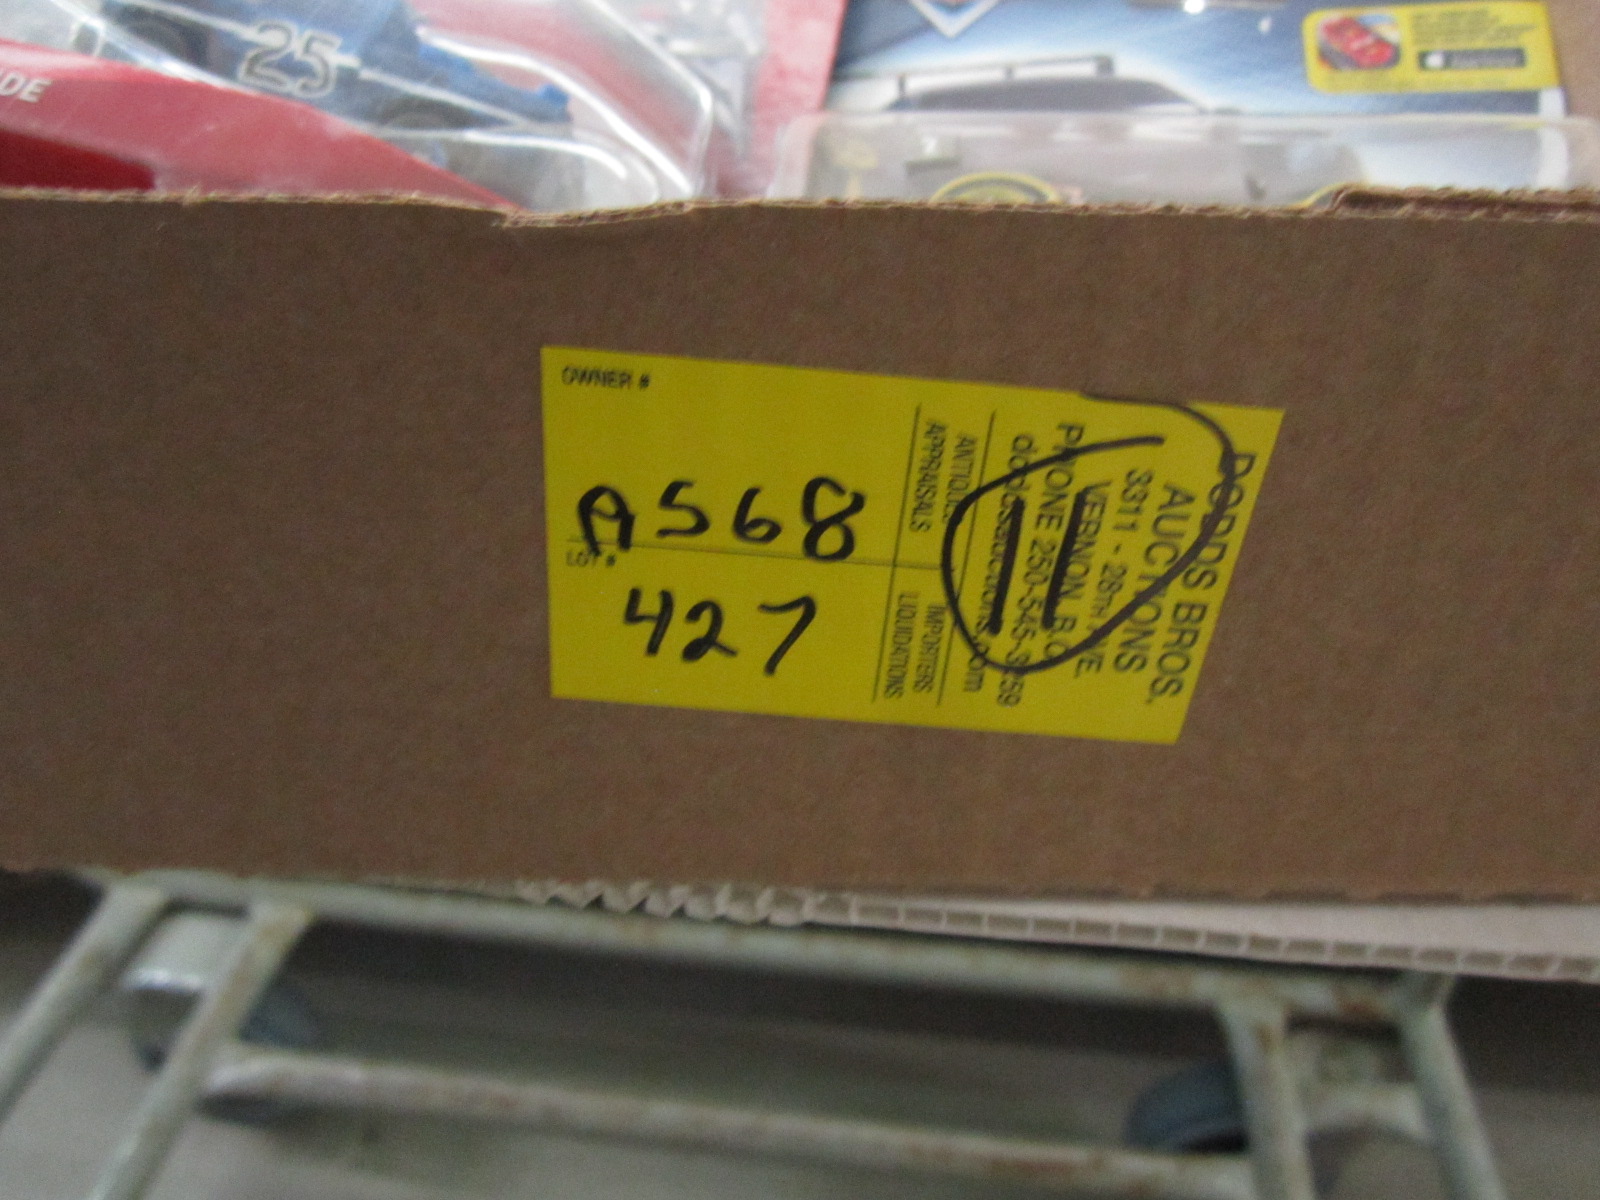 25
DE
OWNER #
A568
LOT #
427
DODDS BROS.
AUCTIONS
3311 - 28TH AVE.
VERNON, B.C.
PHONE 250-545-3259
doddsauctions.com
ANTIQUES
APPRAISALS
IMPORTERS
LIQUIDATIONS
11